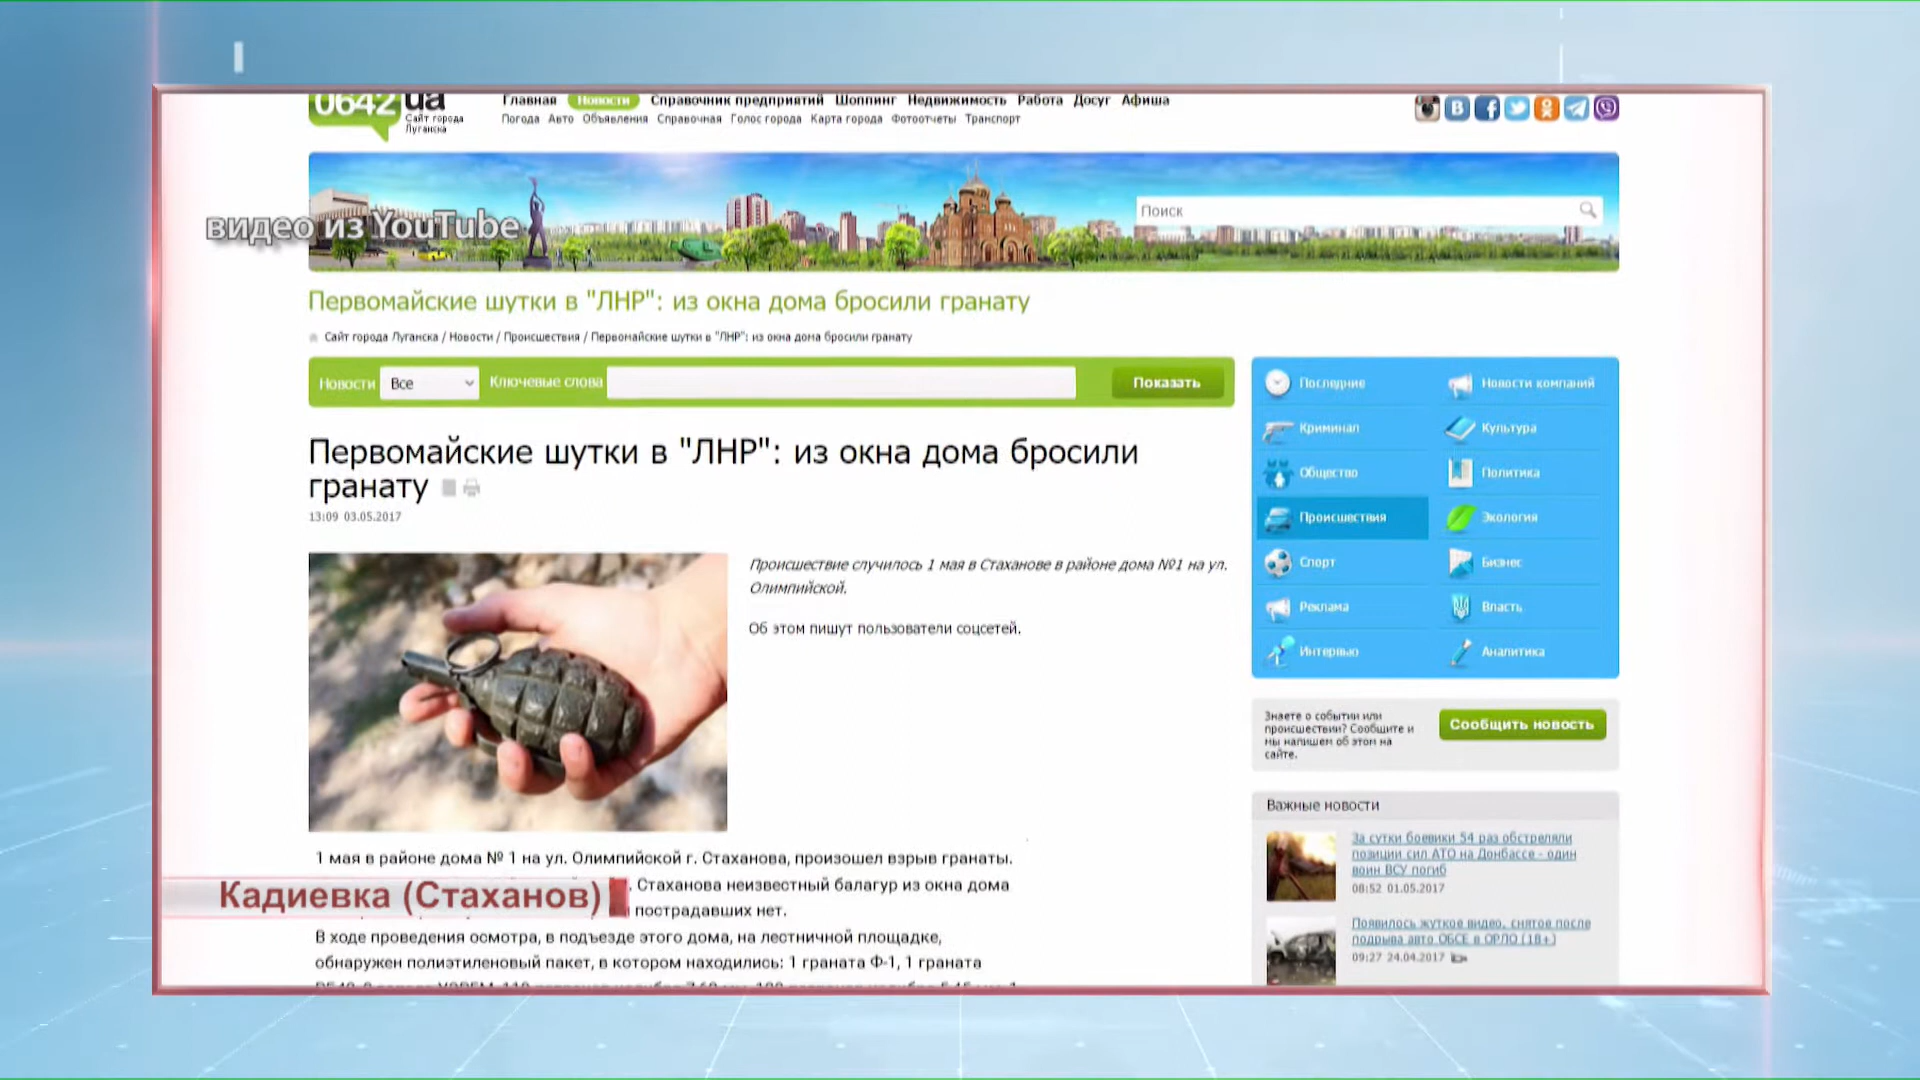 0642 ua
Сайт города
Луганска
Главная Новости Справочник предприятий Шоппинг Недвижимость Работа Досуг Афиша
Погода Авто Объявления Справочная Голос города Карта города Фотоотчеты Транспорт
видео из YouTube
Поиск
Первомайские шутки в "ЛНР": из окна дома бросили гранату
Сайт города Луганска / Новости / Происшествия / Первомайские шутки в "ЛНР": из окна дома бросили гранату
Новости Все Ключевые слова Показать
Первомайские шутки в "ЛНР": из окна дома бросили
гранату
13:09 03.05.2017
Происшествие случилось 1 мая в Стаханове в районе дома №1 на ул.
Олимпийской.
Об этом пишут пользователи соцсетей.
1 мая в районе дома № 1 на ул. Олимпийской г. Стаханова, произошел взрыв гранаты.
. Стаханова неизвестный балагур из окна дома
пострадавших нет.
Кадиевка (Стаханов)
В ходе проведения осмотра, в подъезде этого дома, на лестничной площадке,
обнаружен полиэтиленовый пакет, в котором находились: 1 граната Ф-1, 1 граната
Последние Новости компаний
Криминал Культура
Общество Политика
Происшествия Экология
Спорт Бизнес
Реклама Власть
Интервью Аналитика
Знаете о событии или
происшествии? Сообщите и
мы напишем об этом на
сайте.
Сообщить новость
Важные новости
За сутки боевики 54 раз обстреляли
позиции сил АТО на Донбассе - один
воин ВСУ погиб
08:52 01.05.2017
Появилось жуткое видео, снятое после
подрыва авто ОБСЕ в ОРЛО (18+)
09:27 24.04.2017